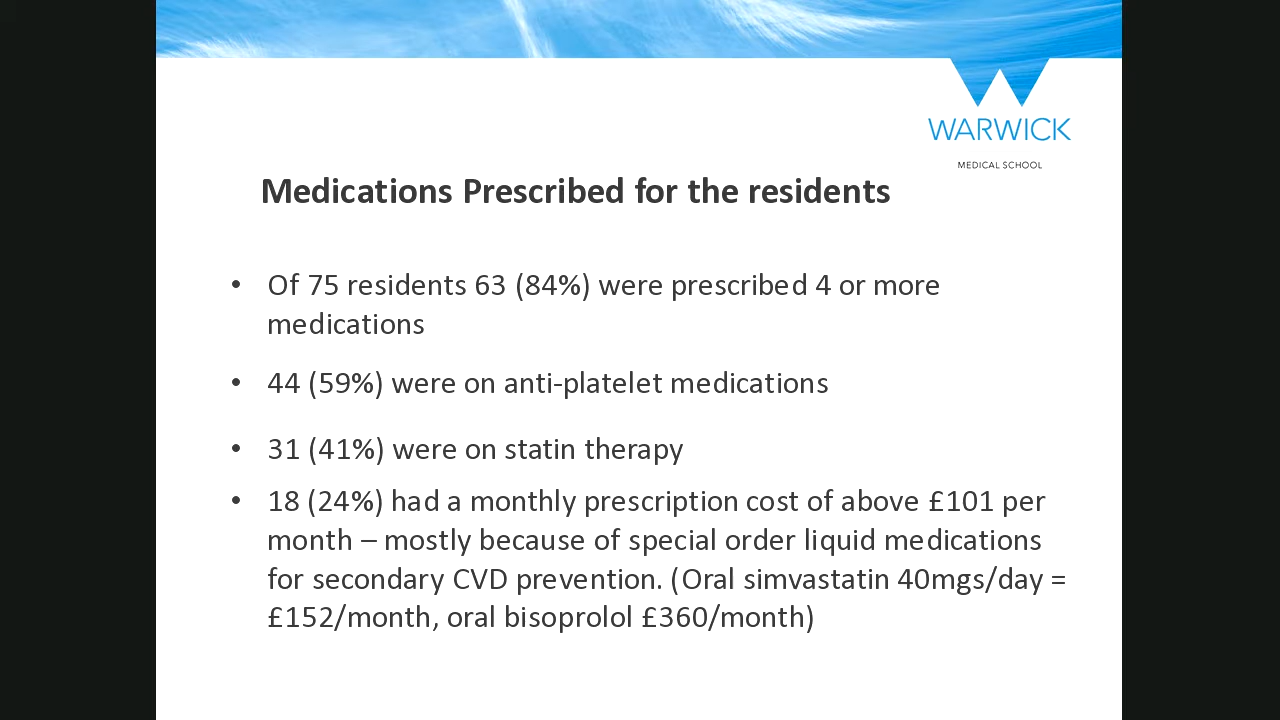 WARWICK
MEDICAL SCHOOL
Medications Prescribed for the residents
• Of 75 residents 63 (84%) were prescribed 4 or more
medications
• 44 (59%) were on anti-platelet medications
• 31 (41%) were on statin therapy
• 18 (24%) had a monthly prescription cost of above £101 per
month – mostly because of special order liquid medications
for secondary CVD prevention. (Oral simvastatin 40mgs/day =
£152/month, oral bisoprolol £360/month)